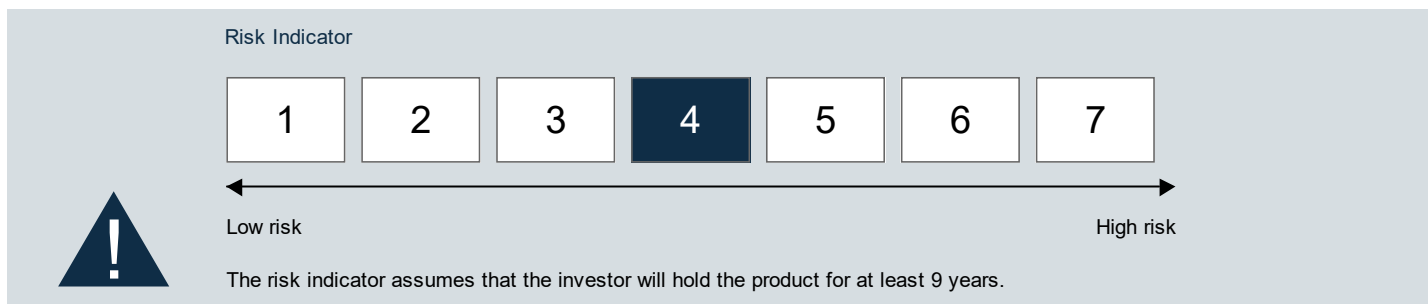 Risk Indicator
1 2 3 4 5 6 7
Low risk High risk
!
The risk indicator assumes that the investor will hold the product for at least 9 years.